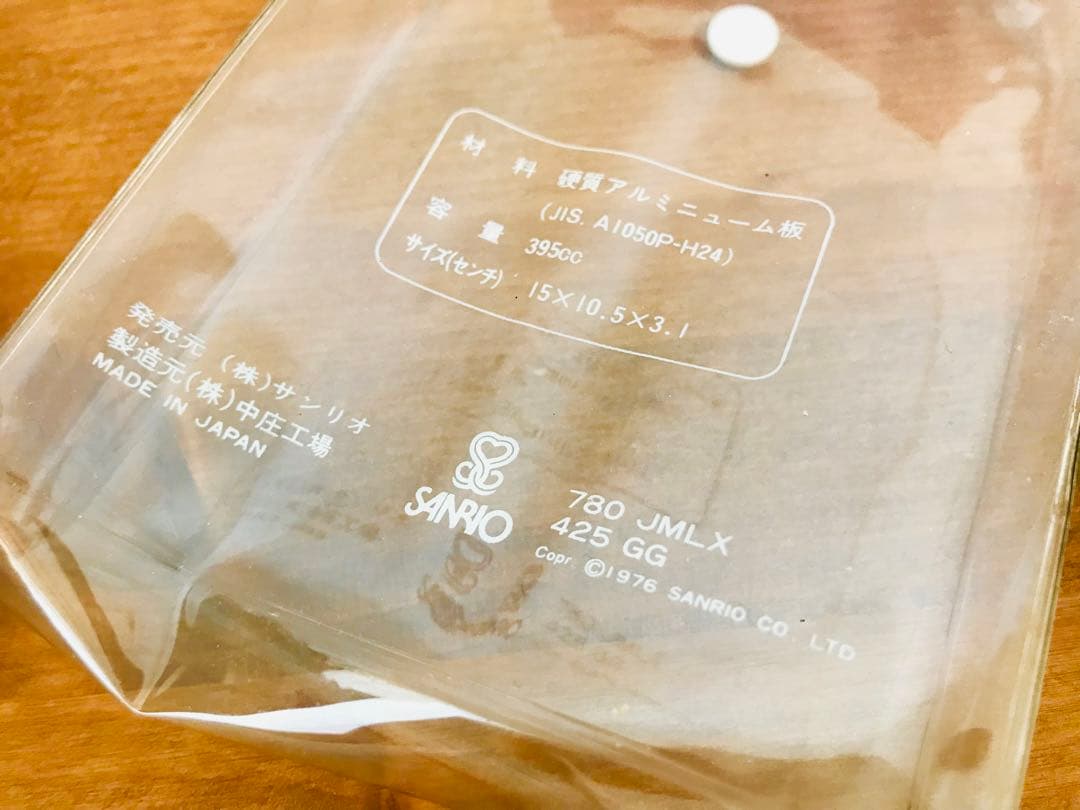 材 料 硬質アルミニューム板
(JIS. A1050P-H24)
容 量 395cc
サイズ(センチ) 15×10.5×3.1
発売元 (株)サンリオ
製造元(株)中庄工場
MADE IN JAPAN
SANRIO
780 JMLX
425 GG
Copr. ©1976 SANRIO CO. LTD